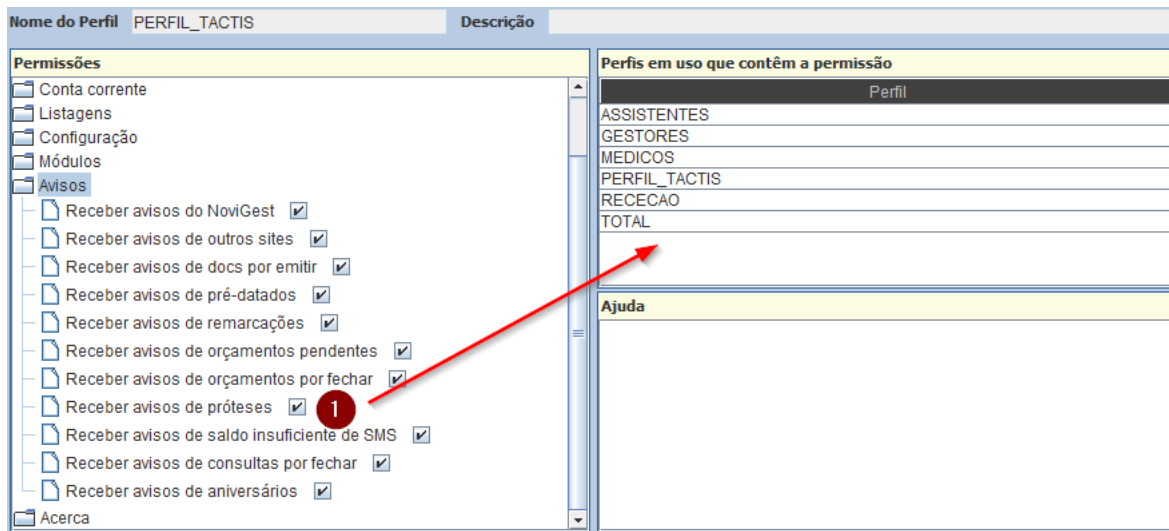 Nome do Perfil PERFIL_TACTIS Descrição
Permissões
Conta corrente
Listagens
Configuração
Módulos
Avisos
Receber avisos do NoviGest
Receber avisos de outros sites
Receber avisos de docs por emitir
Receber avisos de pré-datados
Receber avisos de remarcações
Receber avisos de orçamentos pendentes
Receber avisos de orçamentos por fechar
Receber avisos de próteses
1
Receber avisos de saldo insuficiente de SMS
Receber avisos de consultas por fechar
Receber avisos de aniversários
Acerca
Perfis em uso que contêm a permissão
Perfil
ASSISTENTES
GESTORES
MEDICOS
PERFIL_TACTIS
RECECAO
TOTAL
Ajuda